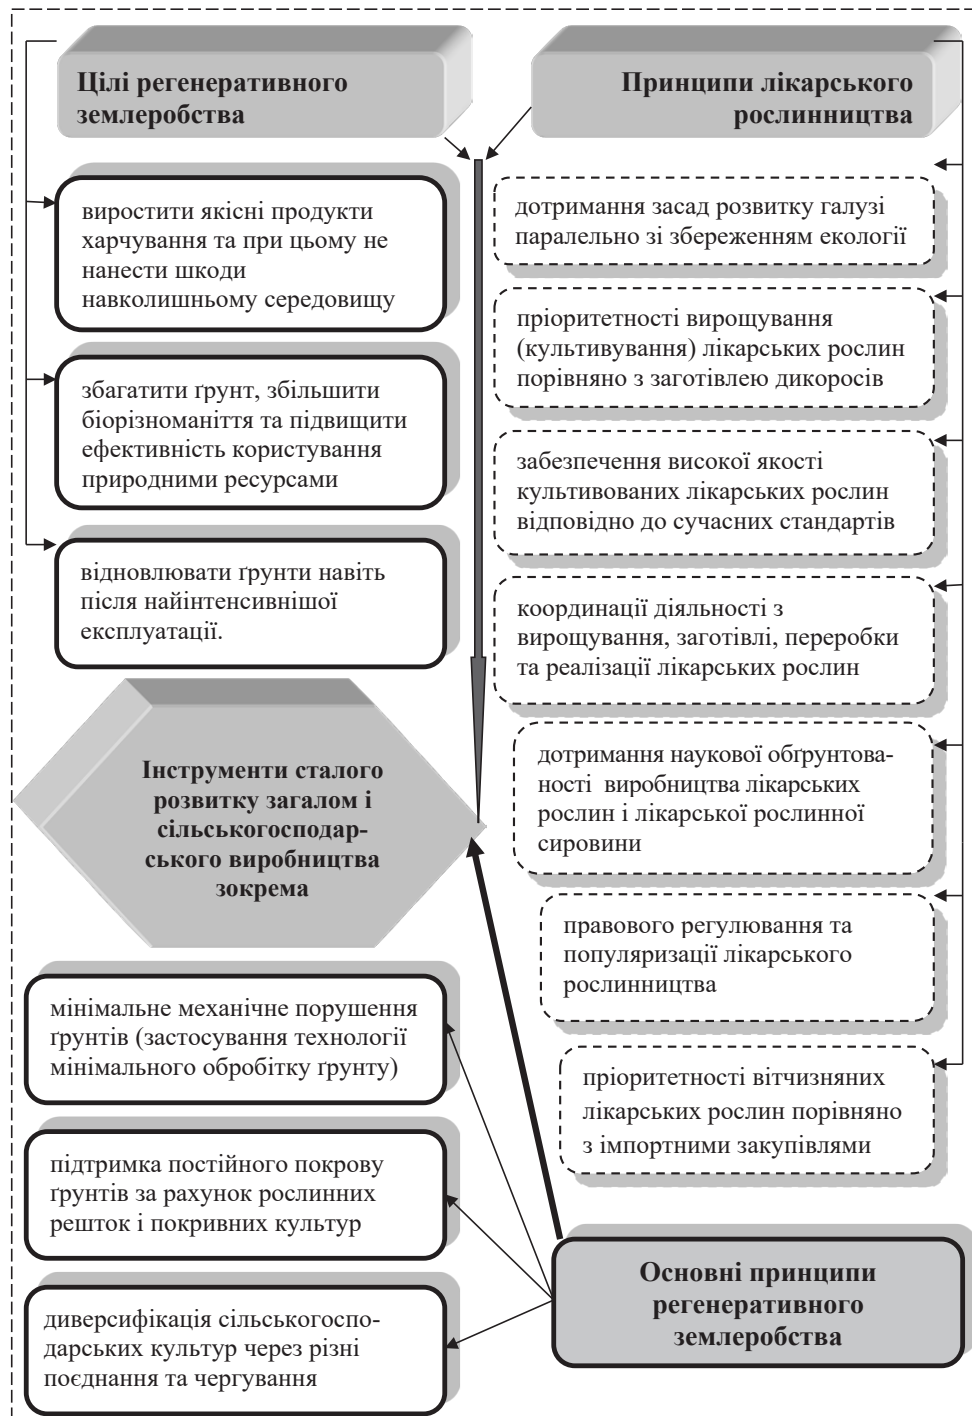 Цілі регенеративного
землеробства
виростити якісні продукти
харчування та при цьому не
нанести шкоди
навколишньому середовищу
збагатити ґрунт, збільшити
біорізноманіття та підвищити
ефективність користування
природними ресурсами
відновлювати ґрунти навіть
після найінтенсивнішої
експлуатації.
Принципи лікарського
рослинництва
дотримання засад розвитку галузі
паралельно зі збереженням екології
пріоритетності вирощування
(культивування) лікарських рослин
порівняно з заготівлею дикоросів
забезпечення високої якості
культивованих лікарських рослин
відповідно до сучасних стандартів
координації діяльності з
вирощування, заготівлі, переробки
та реалізації лікарських рослин
дотримання наукової обґрунтова-
ності виробництва лікарських
рослин і лікарської рослинної
сировини
правового регулювання та
популяризації лікарського
рослинництва
пріоритетності вітчизняних
лікарських рослин порівняно
з імпортними закупівлями
Інструменти сталого
розвитку загалом і
сільськогосподар-
ського виробництва
зокрема
мінімальне механічне порушення
ґрунтів (застосування технології
мінімального обробітку ґрунту)
підтримка постійного покрову
ґрунтів за рахунок рослинних
решток і покривних культур
диверсифікація сільськогоспо-
дарських культур через різні
поєднання та чергування
Основні принципи
регенеративного
землеробства